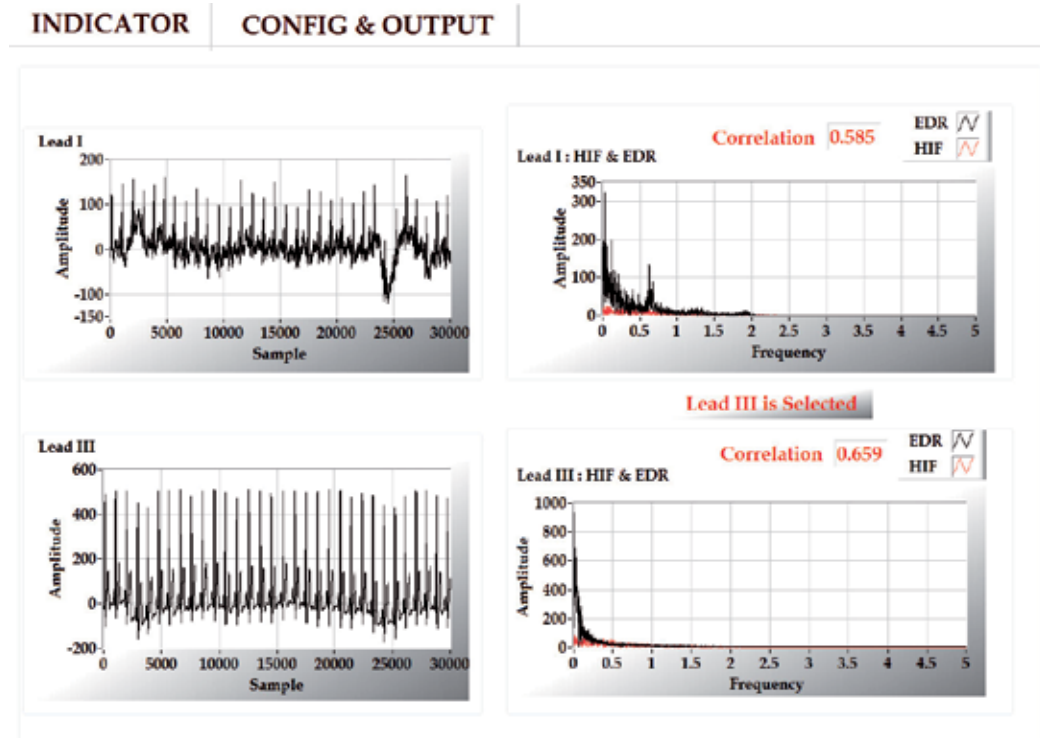 INDICATOR
CONFIG & OUTPUT
Lead I
200
100
0
-100
-150
Amplitude
0 5000 10000 15000 20000 25000 30000
Sample
Correlation 0.585
EDR
HIF
Lead I : HIF & EDR
350
300
200
100
0
Amplitude
0 0.5 1 1.5 2 2.5 3 3.5 4 4.5 5
Frequency
Lead III is Selected
Lead III
600
400
200
0
-200
Amplitude
0 5000 10000 15000 20000 25000 30000
Sample
Correlation 0.659
EDR
HIF
Lead III : HIF & EDR
1000
800
600
400
200
0
Amplitude
0 0.5 1 1.5 2 2.5 3 3.5 4 4.5 5
Frequency